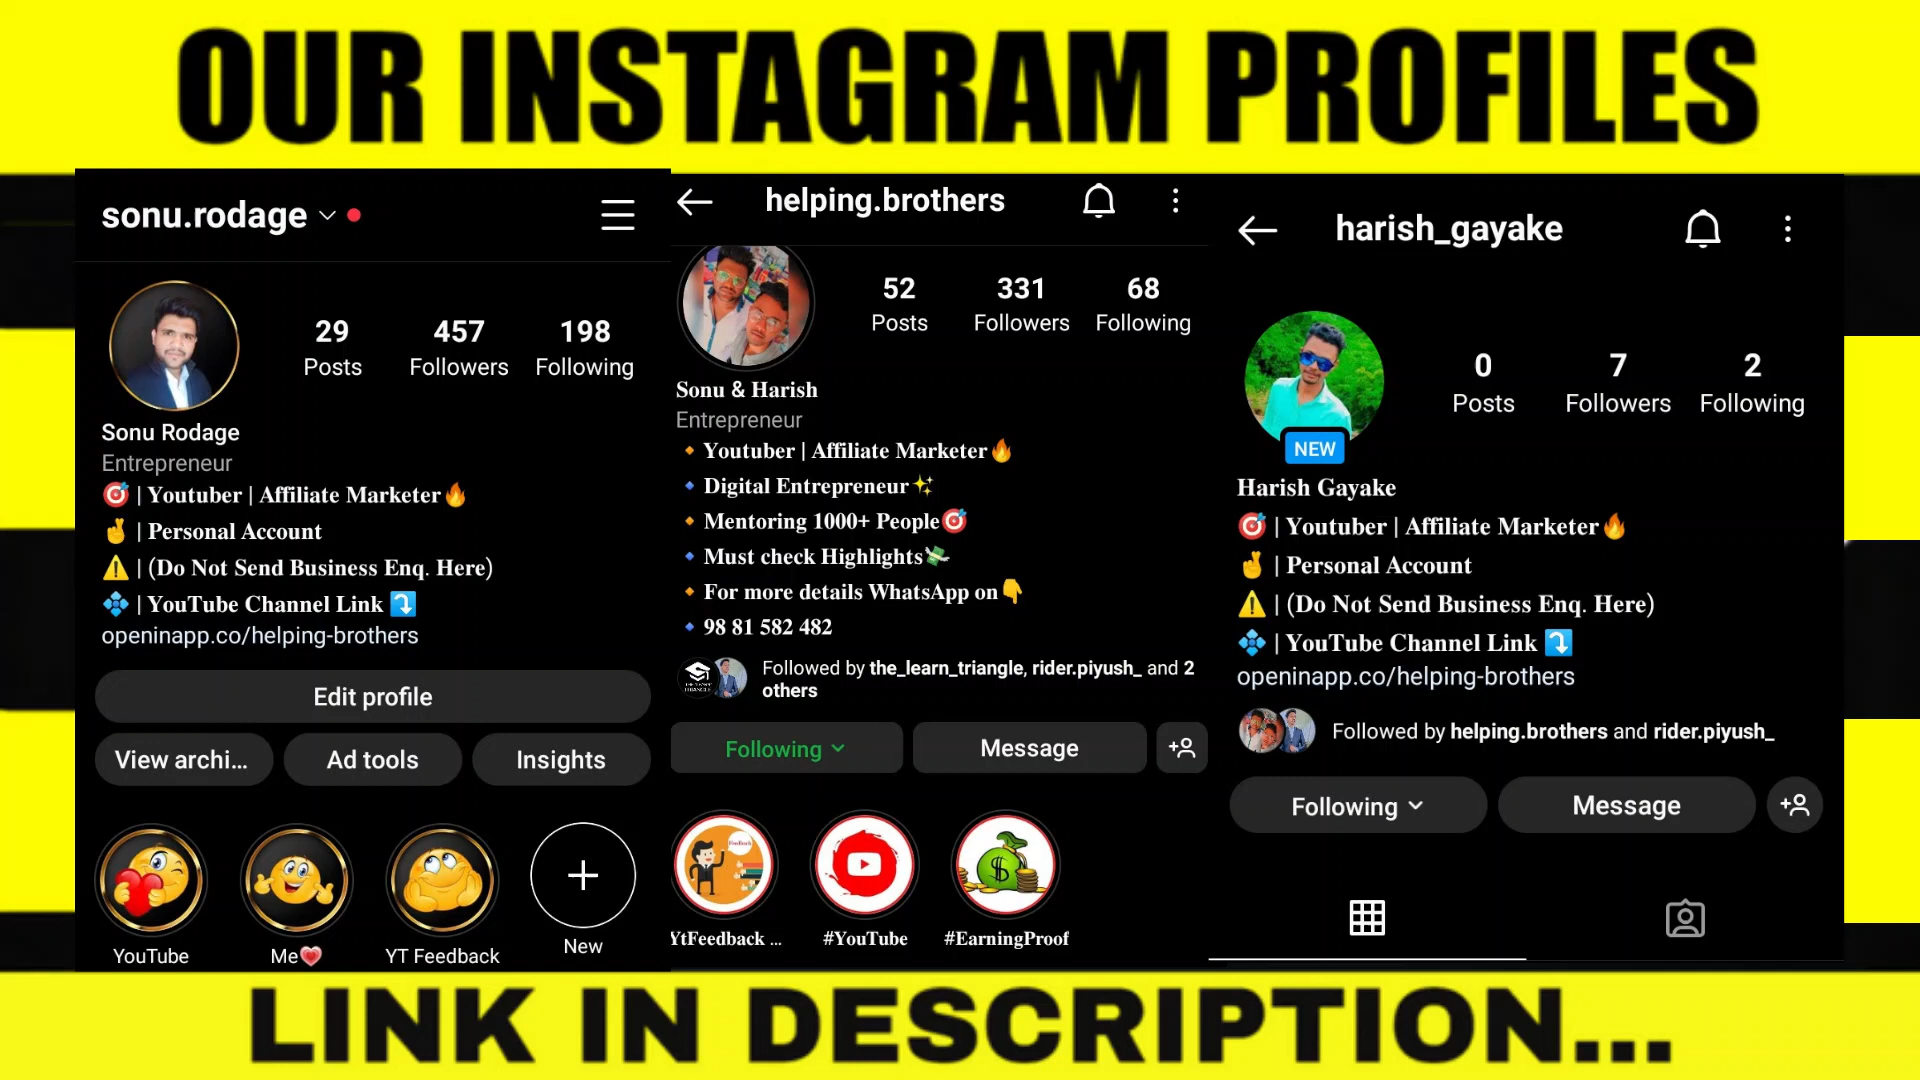 OUR INSTAGRAM PROFILES
sonu.rodage
29 Posts
457 Followers
198 Following
Sonu Rodage
Entrepreneur
🎯 | Youtuber | Affiliate Marketer🔥
🤞 | Personal Account
⚠️ | (Do Not Send Business Enq. Here)
💠 | YouTube Channel Link ⤵️
openinapp.co/helping-brothers
Edit profile
View archi...
Ad tools
Insights
YouTube
Me💗
YT Feedback
New
helping.brothers
52 Posts
331 Followers
68 Following
Sonu & Harish
Entrepreneur
🔸 Youtuber | Affiliate Marketer🔥
🔹 Digital Entrepreneur✨
🔸 Mentoring 1000+ People🎯
🔹 Must check Highlights💸
🔸 For more details WhatsApp on👇
🔹 98 81 582 482
Followed by the_learn_triangle, rider.piyush_ and 2
others
Following
Message
Feedback
YtFeedback ...
#YouTube
#EarningProof
harish_gayake
0 Posts
7 Followers
2 Following
NEW
Harish Gayake
🎯 | Youtuber | Affiliate Marketer🔥
🤞 | Personal Account
⚠️ | (Do Not Send Business Enq. Here)
💠 | YouTube Channel Link ⤵️
openinapp.co/helping-brothers
Followed by helping.brothers and rider.piyush_
Following
Message
LINK IN DESCRIPTION...